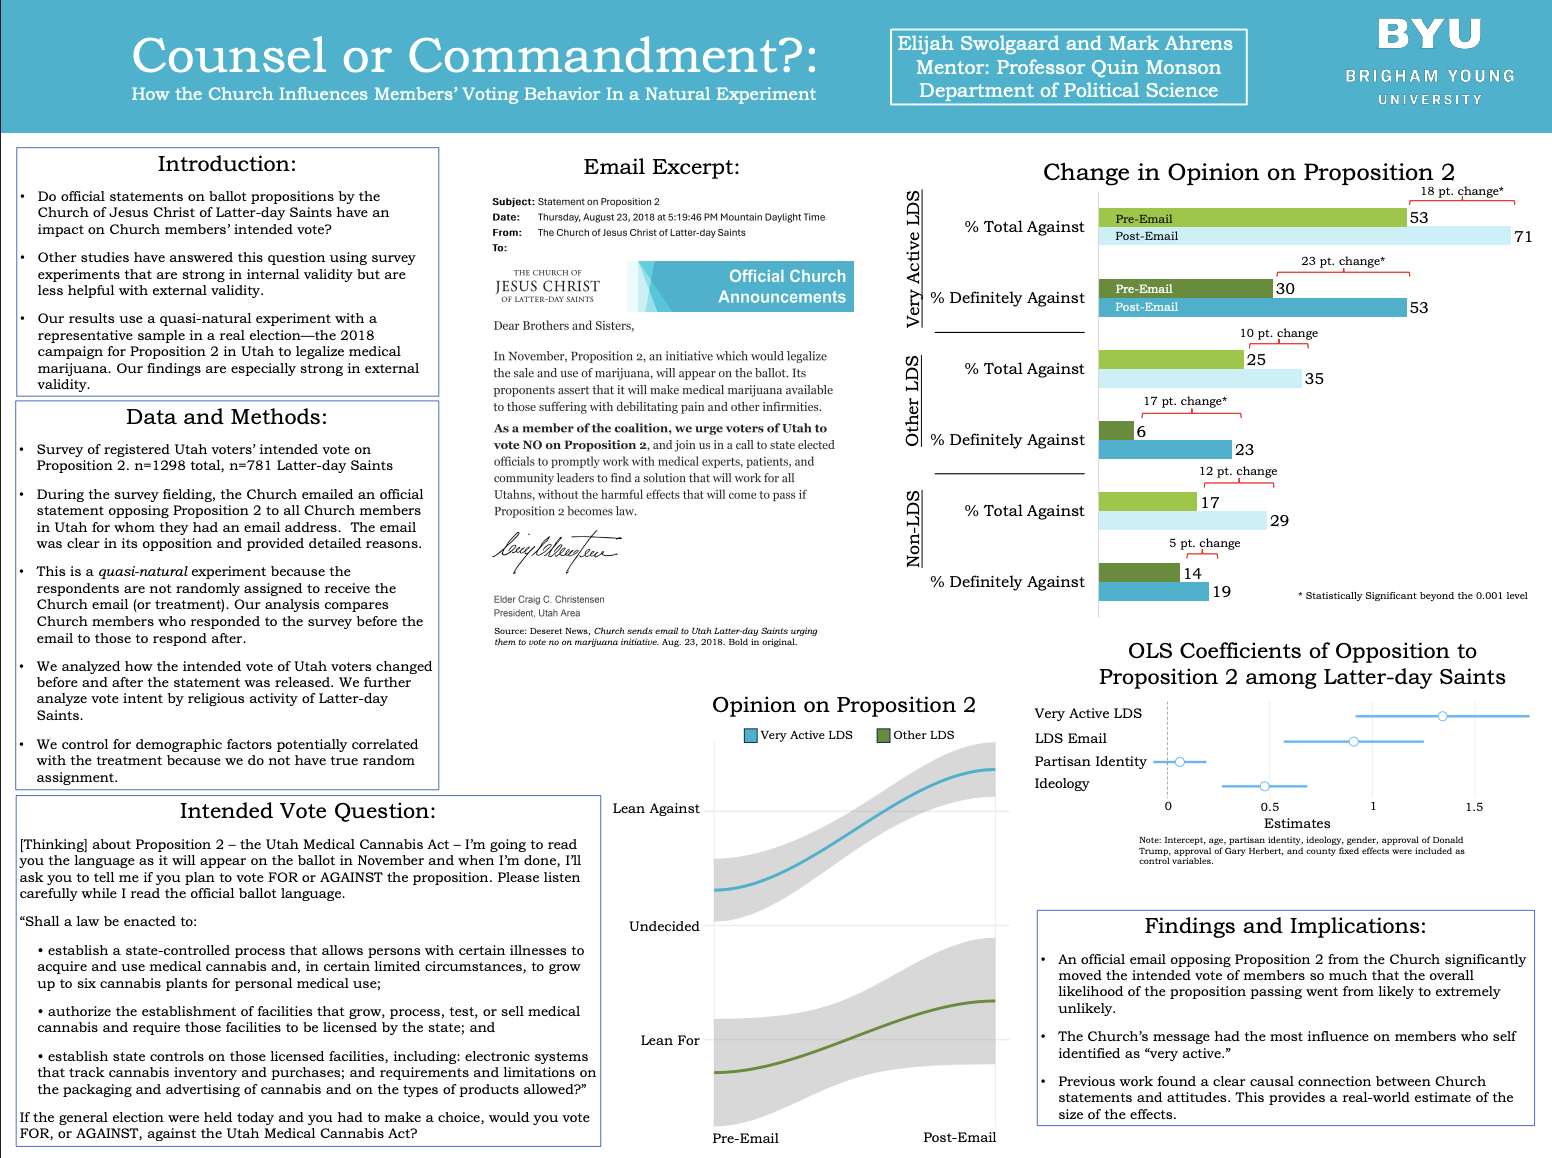 Counsel or Commandment?:
How the Church Influences Members’ Voting Behavior In a Natural Experiment
Elijah Swolgaard and Mark Ahrens
Mentor: Professor Quin Monson
Department of Political Science
BYU
BRIGHAM YOUNG
UNIVERSITY
Introduction:
• Do official statements on ballot propositions by the
Church of Jesus Christ of Latter-day Saints have an
impact on Church members’ intended vote?
• Other studies have answered this question using survey
experiments that are strong in internal validity but are
less helpful with external validity.
• Our results use a quasi-natural experiment with a
representative sample in a real election—the 2018
campaign for Proposition 2 in Utah to legalize medical
marijuana. Our findings are especially strong in external
validity.
Data and Methods:
• Survey of registered Utah voters’ intended vote on
Proposition 2. n=1298 total, n=781 Latter-day Saints
• During the survey fielding, the Church emailed an official
statement opposing Proposition 2 to all Church members
in Utah for whom they had an email address. The email
was clear in its opposition and provided detailed reasons.
• This is a quasi-natural experiment because the
respondents are not randomly assigned to receive the
Church email (or treatment). Our analysis compares
Church members who responded to the survey before the
email to those to respond after.
• We analyzed how the intended vote of Utah voters changed
before and after the statement was released. We further
analyze vote intent by religious activity of Latter-day
Saints.
• We control for demographic factors potentially correlated
with the treatment because we do not have true random
assignment.
Intended Vote Question:
[Thinking] about Proposition 2 – the Utah Medical Cannabis Act – I’m going to read
you the language as it will appear on the ballot in November and when I’m done, I’ll
ask you to tell me if you plan to vote FOR or AGAINST the proposition. Please listen
carefully while I read the official ballot language.
“Shall a law be enacted to:
• establish a state-controlled process that allows persons with certain illnesses to
acquire and use medical cannabis and, in certain limited circumstances, to grow
up to six cannabis plants for personal medical use;
• authorize the establishment of facilities that grow, process, test, or sell medical
cannabis and require those facilities to be licensed by the state; and
• establish state controls on those licensed facilities, including: electronic systems
that track cannabis inventory and purchases; and requirements and limitations on
the packaging and advertising of cannabis and on the types of products allowed?”
If the general election were held today and you had to make a choice, would you vote
FOR, or AGAINST, against the Utah Medical Cannabis Act?
Email Excerpt:
Subject: Statement on Proposition 2
Date: Thursday, August 23, 2018 at 5:19:46 PM Mountain Daylight Time
From: The Church of Jesus Christ of Latter-day Saints
To:
THE CHURCH OF
JESUS CHRIST
OF LATTER-DAY SAINTS
Official Church
Announcements
Dear Brothers and Sisters,
In November, Proposition 2, an initiative which would legalize
the sale and use of marijuana, will appear on the ballot. Its
proponents assert that it will make medical marijuana available
to those suffering with debilitating pain and other infirmities.
As a member of the coalition, we urge voters of Utah to
vote NO on Proposition 2, and join us in a call to state elected
officials to promptly work with medical experts, patients, and
community leaders to find a solution that will work for all
Utahns, without the harmful effects that will come to pass if
Proposition 2 becomes law.
Elder Craig C. Christensen
President, Utah Area
Source: Deseret News, Church sends email to Utah Latter-day Saints urging
them to vote no on marijuana initiative. Aug. 23, 2018. Bold in original.
Opinion on Proposition 2
Very Active LDS
Other LDS
Lean Against
Undecided
Lean For
Pre-Email
Post-Email
Change in Opinion on Proposition 2
Very Active LDS
18 pt. change*
% Total Against
Pre-Email
53
Post-Email
71
23 pt. change*
% Definitely Against
Pre-Email
30
Post-Email
53
Other LDS
10 pt. change
% Total Against
25
35
17 pt. change*
% Definitely Against
6
23
Non-LDS
12 pt. change
% Total Against
17
29
5 pt. change
% Definitely Against
14
19
* Statistically Significant beyond the 0.001 level
OLS Coefficients of Opposition to
Proposition 2 among Latter-day Saints
Very Active LDS
LDS Email
Partisan Identity
Ideology
0 0.5 1 1.5
Estimates
Note: Intercept, age, partisan identity, ideology, gender, approval of Donald
Trump, approval of Gary Herbert, and county fixed effects were included as
control variables.
Findings and Implications:
• An official email opposing Proposition 2 from the Church significantly
moved the intended vote of members so much that the overall
likelihood of the proposition passing went from likely to extremely
unlikely.
• The Church’s message had the most influence on members who self
identified as “very active.”
• Previous work found a clear causal connection between Church
statements and attitudes. This provides a real-world estimate of the
size of the effects.